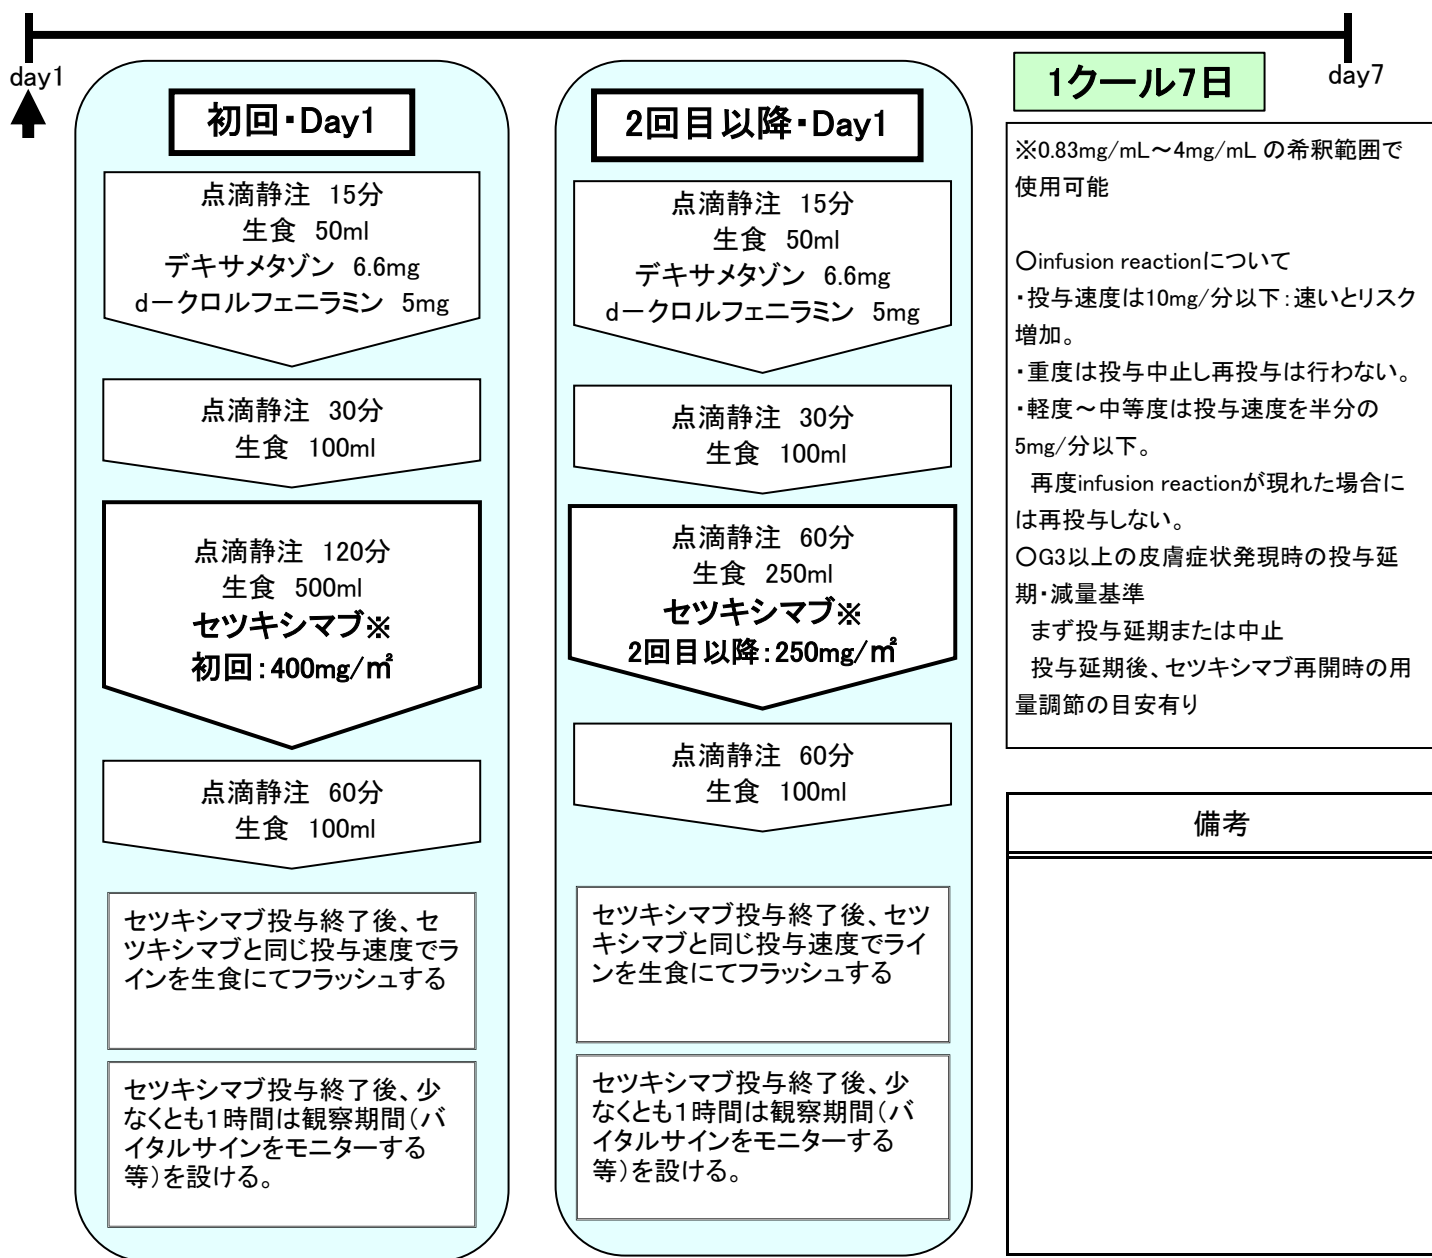 day1
day7
初回・Day1
点滴静注 15分
生食 50ml
デキサメタゾン 6.6mg
d－クロルフェニラミン 5mg
点滴静注 30分
生食 100ml
点滴静注 120分
生食 500ml
セツキシマブ※
初回：400mg/㎡
点滴静注 60分
生食 100ml
セツキシマブ投与終了後、セ
ツキシマブと同じ投与速度でラ
インを生食にてフラッシュする
セツキシマブ投与終了後、少
なくとも１時間は観察期間（バ
イタルサインをモニターする
等）を設ける。
2回目以降・Day1
点滴静注 15分
生食 50ml
デキサメタゾン 6.6mg
d－クロルフェニラミン 5mg
点滴静注 30分
生食 100ml
点滴静注 60分
生食 250ml
セツキシマブ※
2回目以降：250mg/㎡
点滴静注 60分
生食 100ml
セツキシマブ投与終了後、セツ
キシマブと同じ投与速度でライ
ンを生食にてフラッシュする
セツキシマブ投与終了後、少
なくとも１時間は観察期間（バ
イタルサインをモニターする
等）を設ける。
1クール7日
※0.83mg/mL～4mg/mL の希釈範囲で
使用可能
○infusion reactionについて
・投与速度は10mg/分以下：速いとリスク
増加。
・重度は投与中止し再投与は行わない。
・軽度～中等度は投与速度を半分の
5mg/分以下。
再度infusion reactionが現れた場合に
は再投与しない。
○G3以上の皮膚症状発現時の投与延
期・減量基準
まず投与延期または中止
投与延期後、セツキシマブ再開時の用
量調節の目安有り
備考